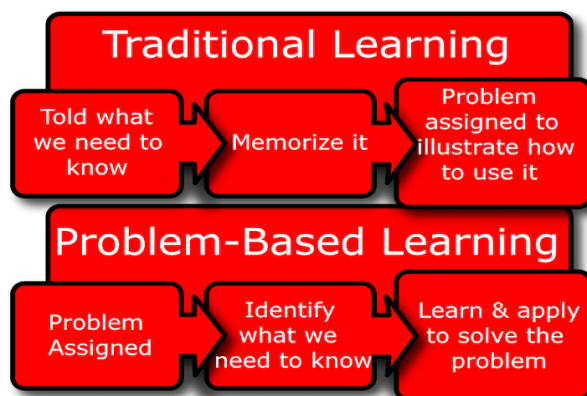 Traditional Learning
Told what
we need to
know
Memorize it
Problem
assigned to
illustrate how
to use it
Problem-Based Learning
Problem
Assigned
Identify
what we
need to know
Learn & apply
to solve the
problem